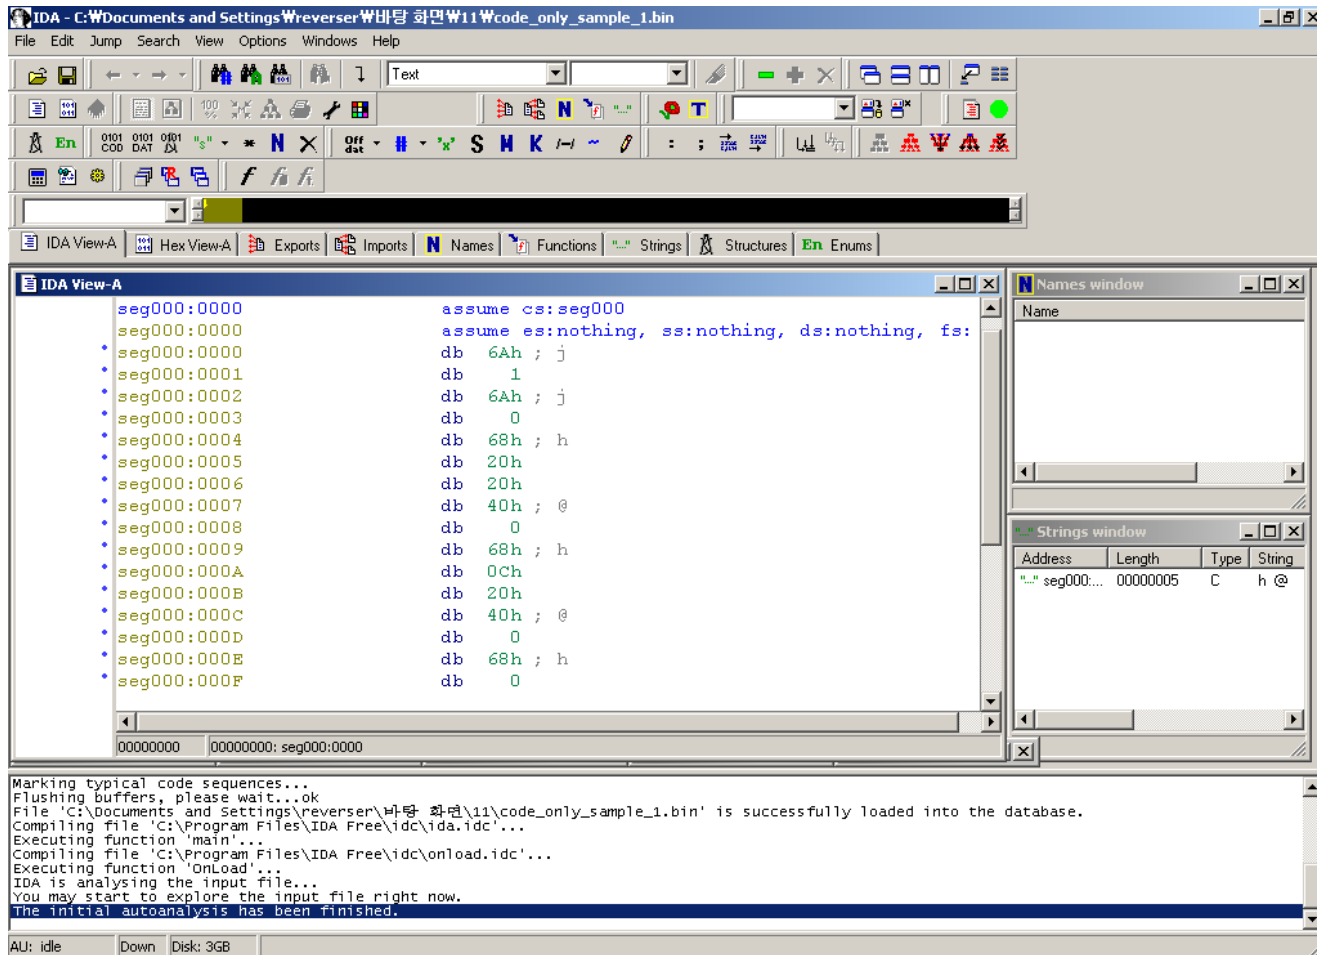 IDA - C:₩Documents and Settings₩reverser₩바탕 화면₩11₩code_only_sample_1.bin
File Edit Jump Search View Options Windows Help
Text
En
IDA View-A Hex View-A Exports Imports N Names Functions Strings Structures En Enums
IDA View-A
seg000:0000 assume cs:seg000
seg000:0000 assume es:nothing, ss:nothing, ds:nothing, fs:
seg000:0000 db 6Ah ; j
seg000:0001 db 1
seg000:0002 db 6Ah ; j
seg000:0003 db 0
seg000:0004 db 68h ; h
seg000:0005 db 20h
seg000:0006 db 20h
seg000:0007 db 40h ; @
seg000:0008 db 0
seg000:0009 db 68h ; h
seg000:000A db 0Ch
seg000:000B db 20h
seg000:000C db 40h ; @
seg000:000D db 0
seg000:000E db 68h ; h
seg000:000F db 0
00000000 00000000: seg000:0000
Names window
Name
Strings window
Address Length Type String
seg000:... 00000005 C h @
Marking typical code sequences...
Flushing buffers, please wait...ok
File 'C:\Documents and Settings\reverser\바탕 화면\11\code_only_sample_1.bin' is successfully loaded into the database.
Compiling file 'C:\Program Files\IDA Free\idc\ida.idc'...
Executing function 'main'...
Compiling file 'C:\Program Files\IDA Free\idc\onload.idc'...
Executing function 'OnLoad'...
IDA is analysing the input file...
You may start to explore the input file right now.
The initial autoanalysis has been finished.
AU: idle Down Disk: 3GB